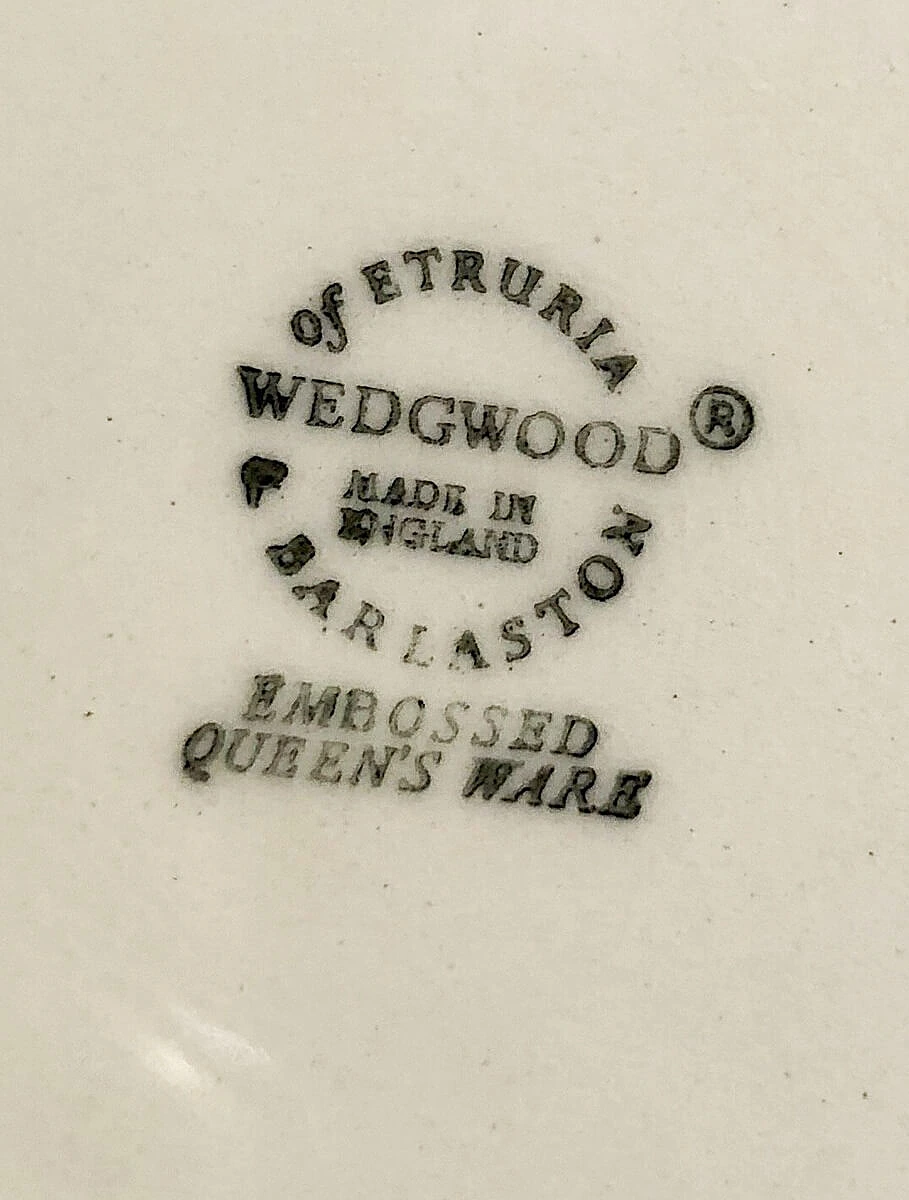 of ETRURIA
WEDGWOOD ®
MADE IN
ENGLAND
& BARLASTON
EMBOSSED
QUEEN'S WARE